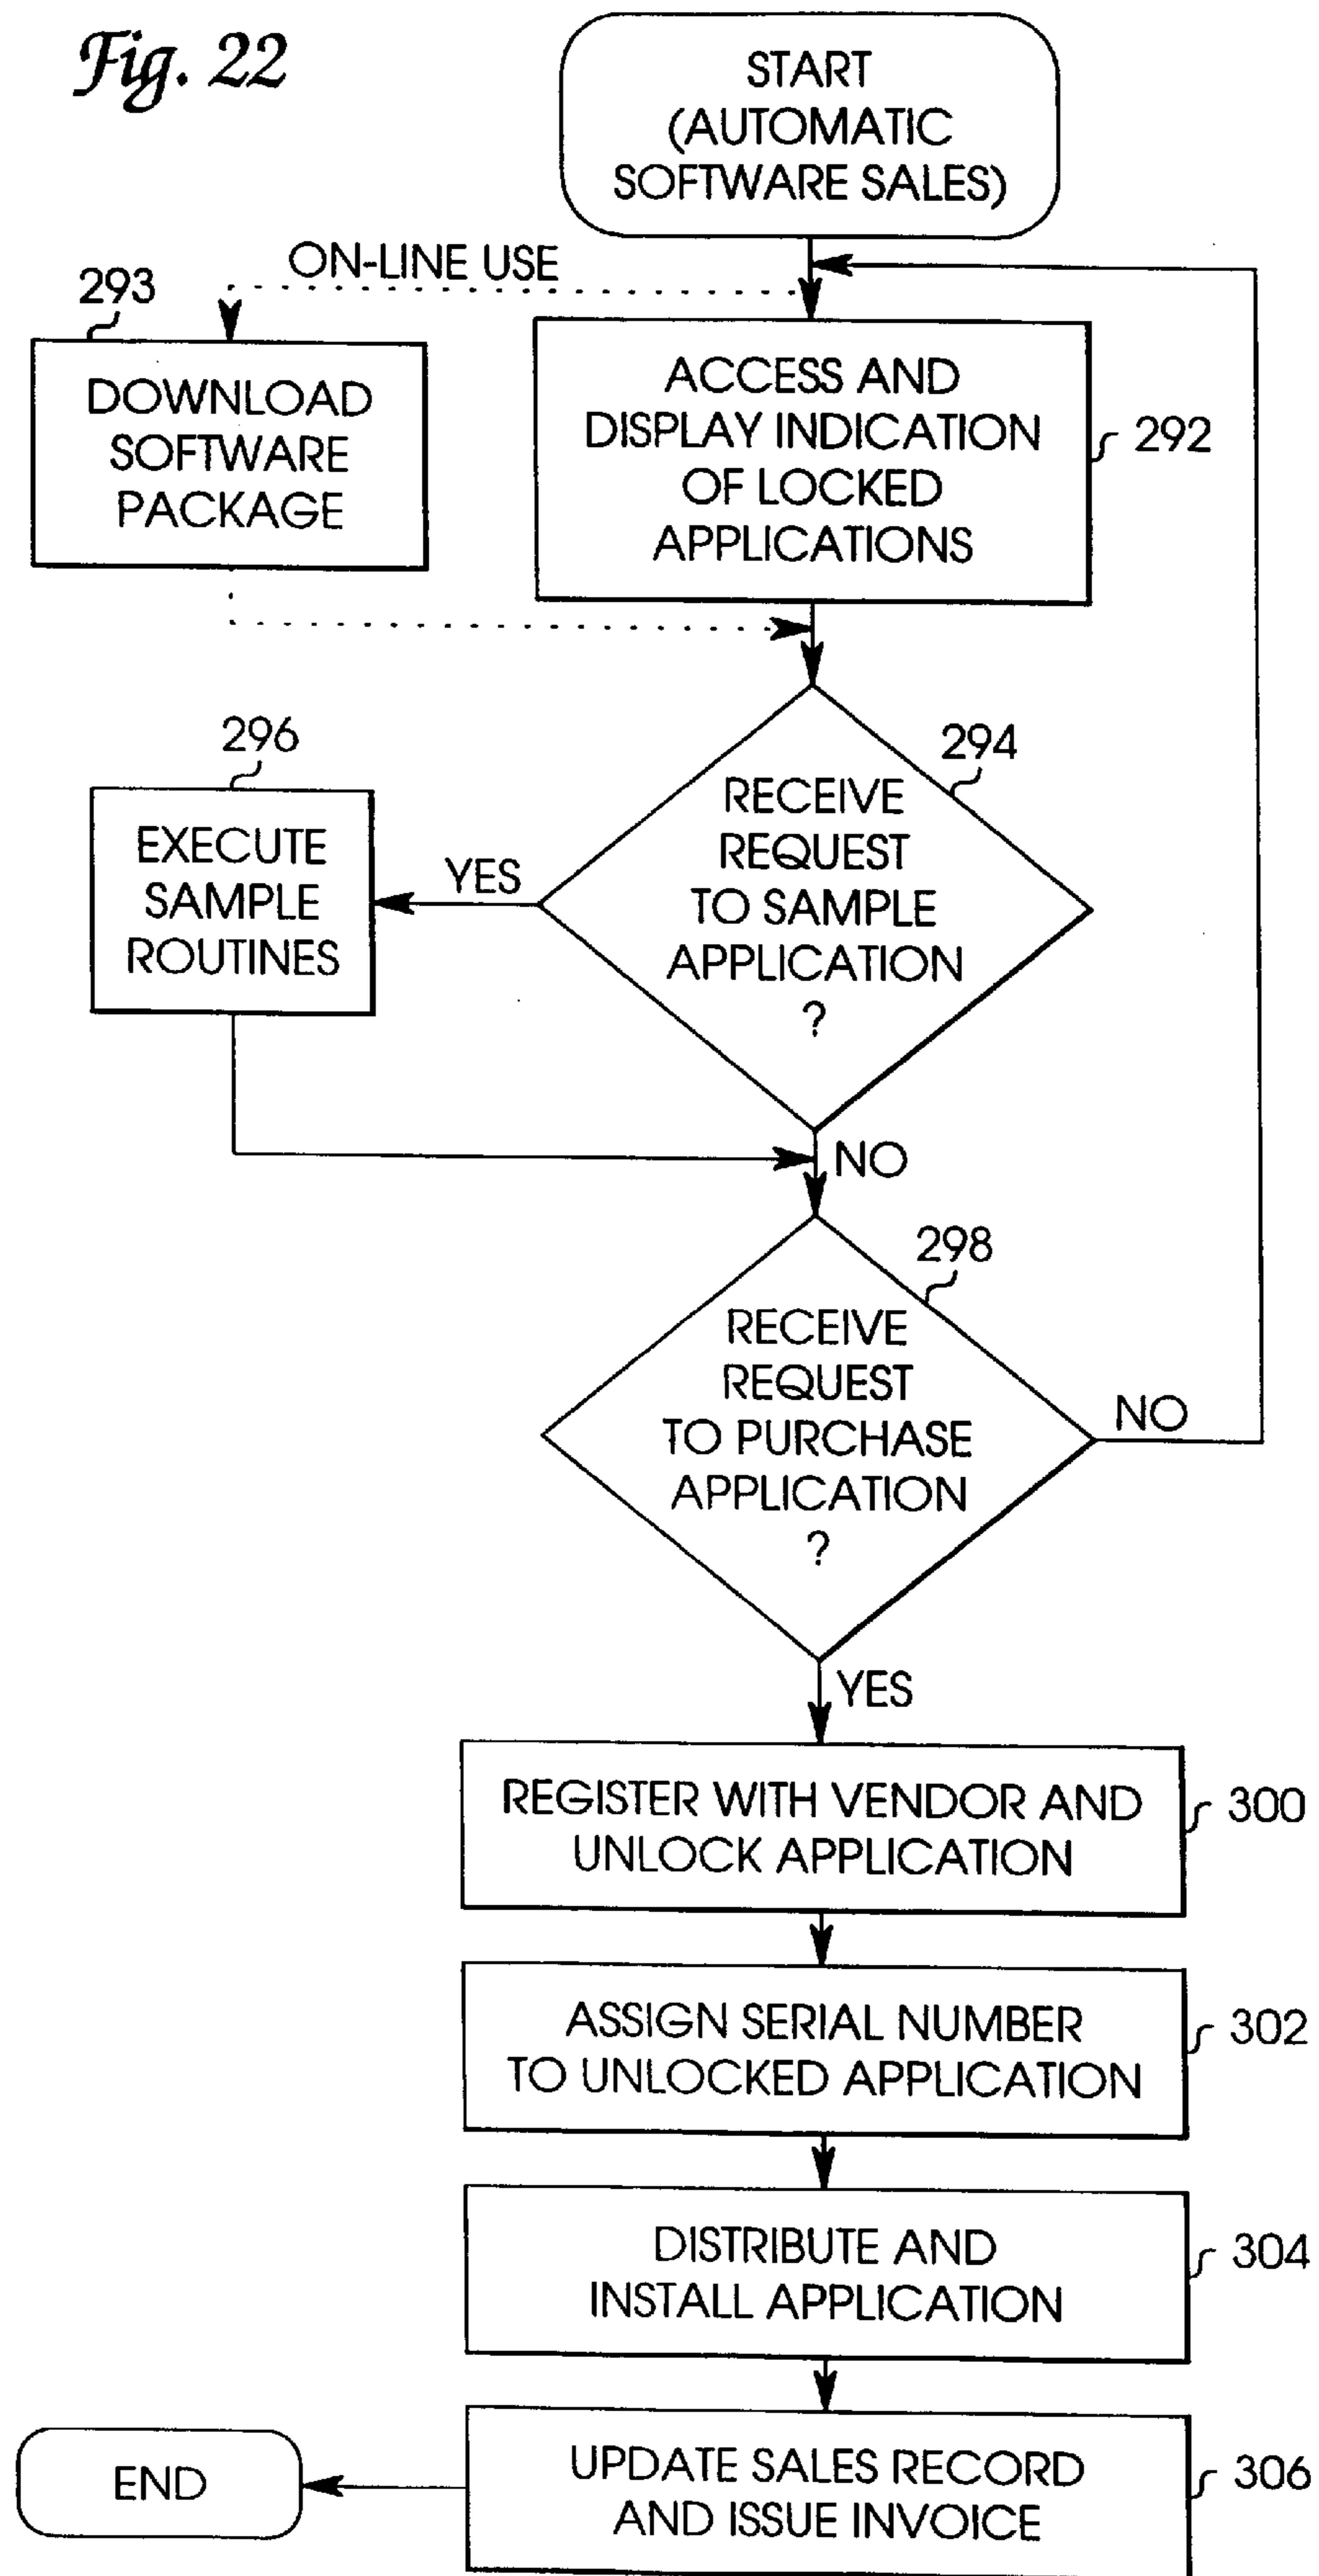 Fig. 22
START
(AUTOMATIC
SOFTWARE SALES)
ON-LINE USE
293
DOWNLOAD
SOFTWARE
PACKAGE
ACCESS AND
DISPLAY INDICATION
OF LOCKED
APPLICATIONS
292
294
RECEIVE
REQUEST
TO SAMPLE
APPLICATION
?
YES
296
EXECUTE
SAMPLE
ROUTINES
NO
298
RECEIVE
REQUEST
TO PURCHASE
APPLICATION
?
NO
YES
REGISTER WITH VENDOR AND
UNLOCK APPLICATION
300
ASSIGN SERIAL NUMBER
TO UNLOCKED APPLICATION
302
DISTRIBUTE AND
INSTALL APPLICATION
304
UPDATE SALES RECORD
AND ISSUE INVOICE
306
END